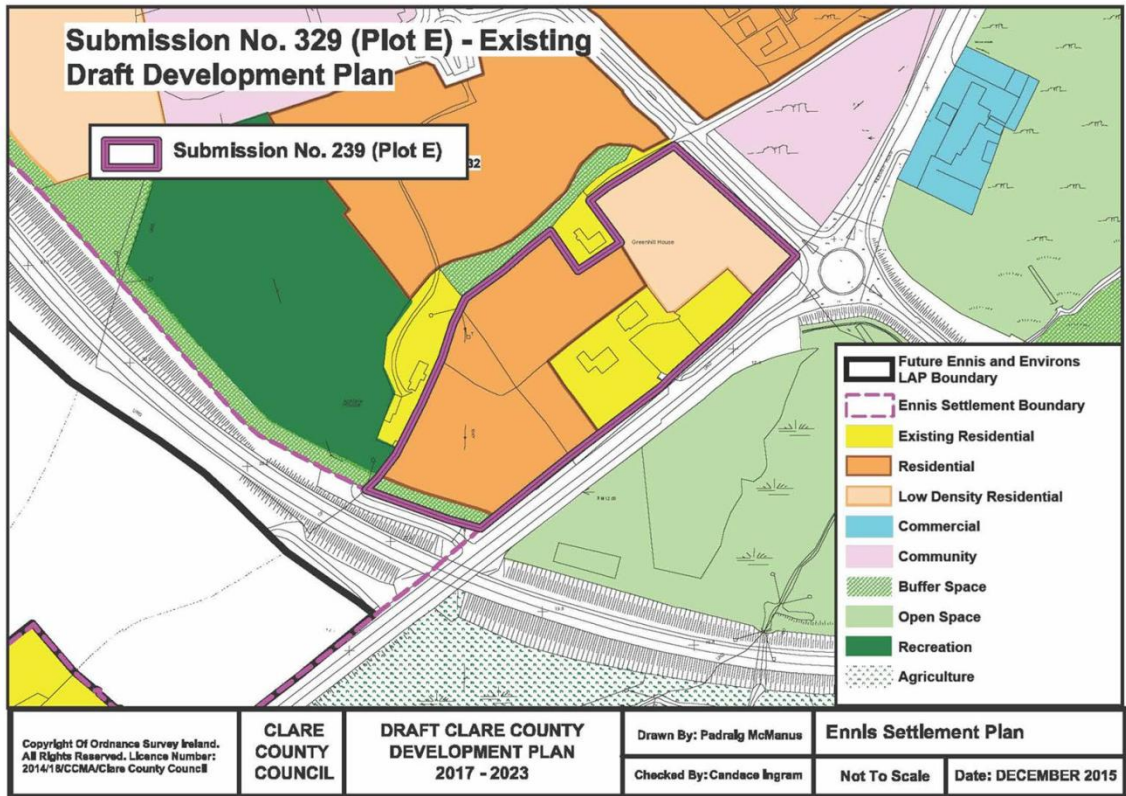 Submission No. 329 (Plot E) - Existing
Draft Development Plan
Submission No. 239 (Plot E)
32
Greenhill House
Future Ennis and Environs
LAP Boundary
Ennis Settlement Boundary
Existing Residential
Residential
Low Density Residential
Commercial
Community
Buffer Space
Open Space
Recreation
Agriculture
Copyright Of Ordnance Survey Ireland.
All Rights Reserved. Licence Number:
2014/18/CCMA/Clare County Council
CLARE
COUNTY
COUNCIL
DRAFT CLARE COUNTY
DEVELOPMENT PLAN
2017 - 2023
Drawn By: Padraig McManus
Checked By: Candace Ingram
Ennis Settlement Plan
Not To Scale
Date: DECEMBER 2015